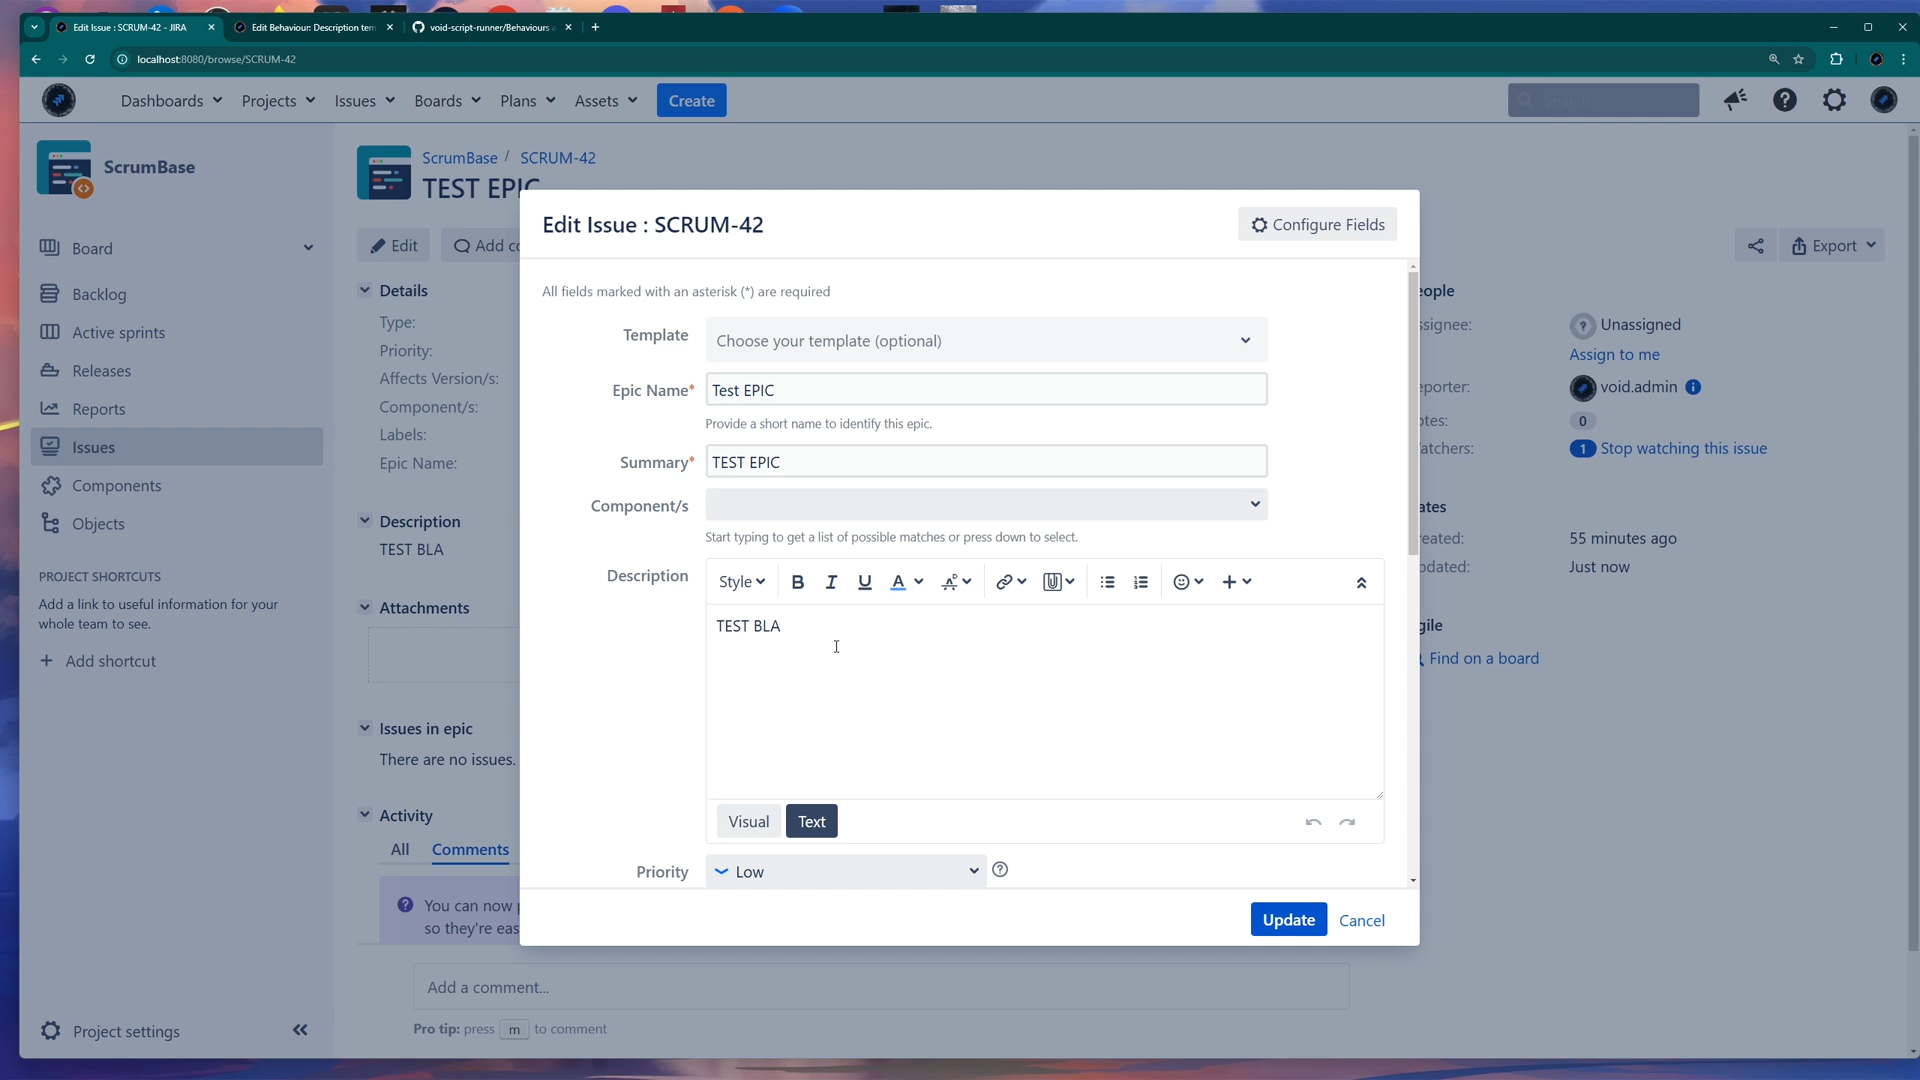 Edit Issue : SCRUM-42 - JIRA
Edit Behaviour: Description tem
void-script-runner/Behaviours
localhost:8080/browse/SCRUM-42
Dashboards
Projects
Issues
Boards
Plans
Assets
Create
Search
ScrumBase
ScrumBase / SCRUM-42
TEST EPIC
Board
Backlog
Active sprints
Releases
Reports
Issues
Components
Objects
PROJECT SHORTCUTS
Add a link to useful information for your
whole team to see.
+ Add shortcut
Project settings
Edit
Add co
Export
Details
Type:
Priority:
Affects Version/s:
Component/s:
Labels:
Epic Name:
Description
TEST BLA
Attachments
Issues in epic
There are no issues.
Activity
All
Comments
You can now p
so they're eas
Add a comment...
Pro tip: press m to comment
Edit Issue : SCRUM-42
Configure Fields
All fields marked with an asterisk (*) are required
Template
Choose your template (optional)
Epic Name*
Test EPIC
Provide a short name to identify this epic.
Summary*
TEST EPIC
Component/s
Start typing to get a list of possible matches or press down to select.
Description
Style
B I U A
TEST BLA
Visual
Text
Priority
Low
Update
Cancel
eople
ssignee:
Unassigned
Assign to me
eporter:
void.admin
otes:
0
atchers:
1 Stop watching this issue
ates
reated:
55 minutes ago
pdated:
Just now
gile
Find on a board